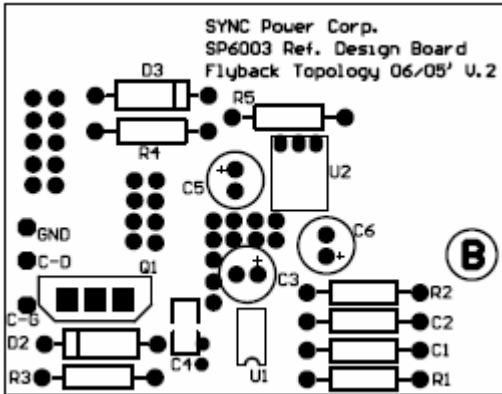 SYNC Power Corp.
SP6003 Ref. Design Board
Flyback Topology 06/05' V.2
D3
R5
R4
U2
C5
GND
C6
C-D
Q1
B
C3
R2
C-G
C2
D2
C1
C4
R3
U1
R1